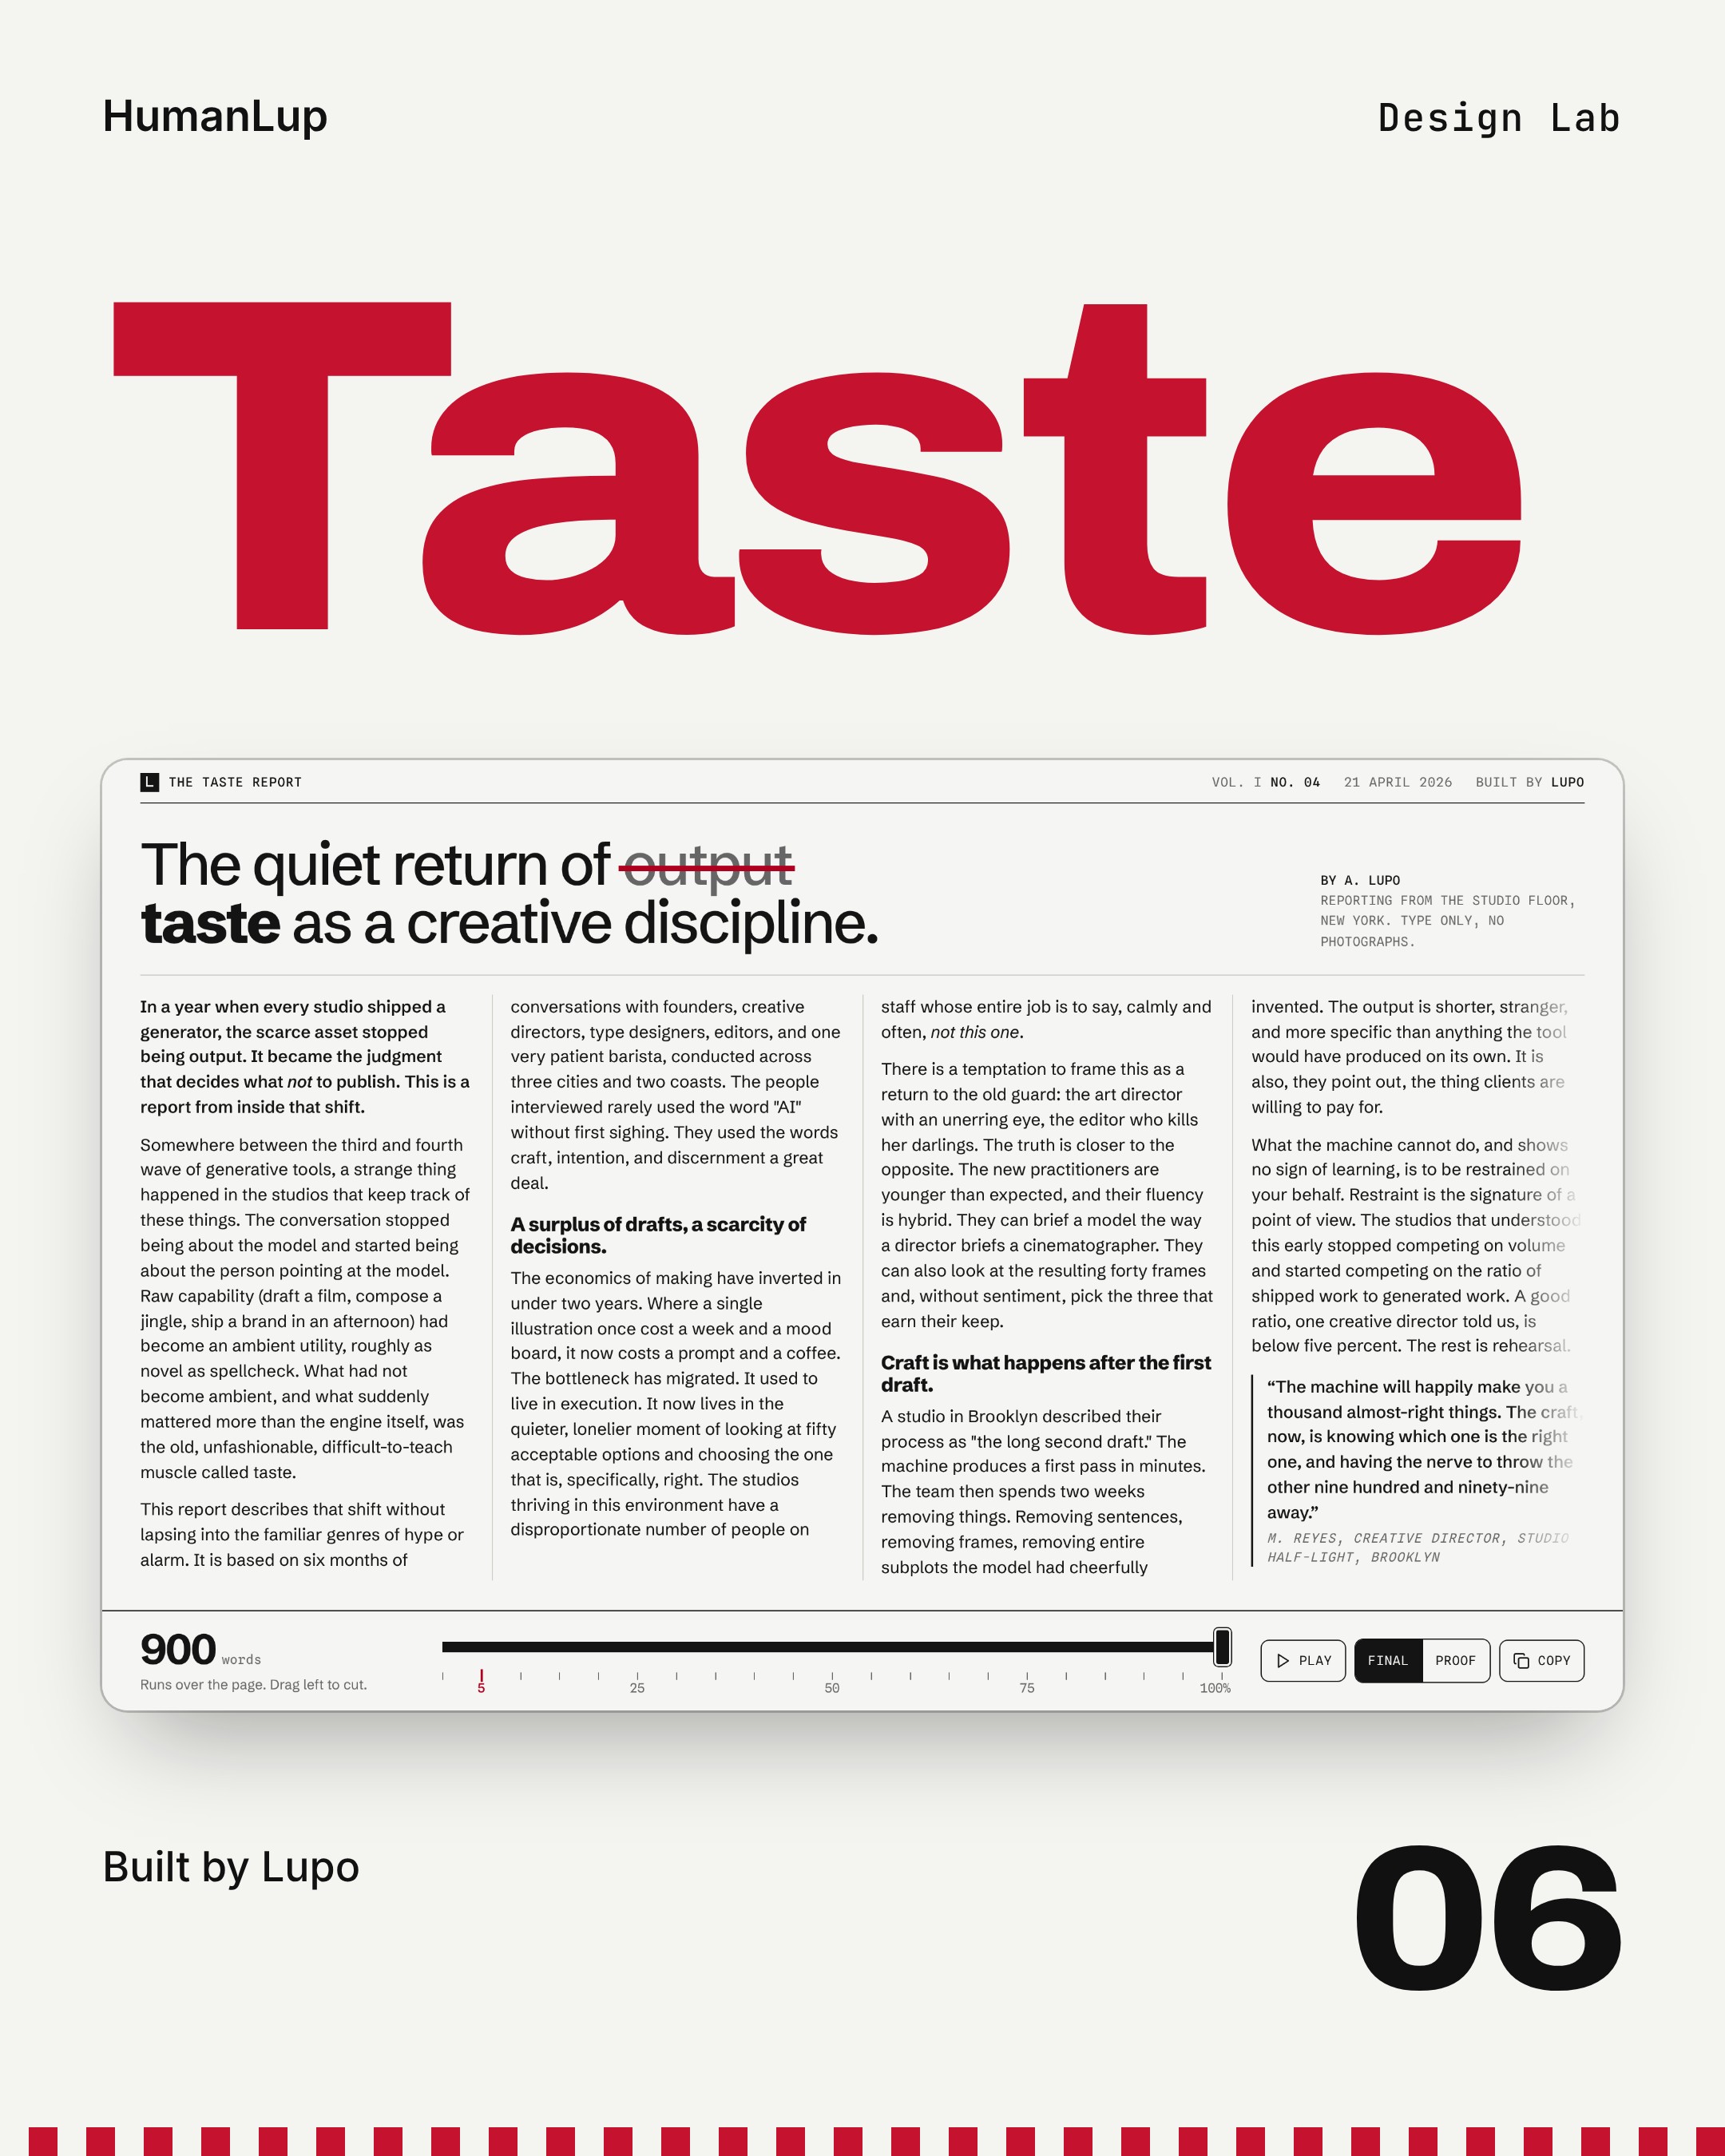 HumanLup
Design Lab
Taste
L THE TASTE REPORT
VOL. I NO. 04 21 APRIL 2026 BUILT BY LUPO
The quiet return of output
taste as a creative discipline.
BY A. LUPO
REPORTING FROM THE STUDIO FLOOR,
NEW YORK. TYPE ONLY, NO
PHOTOGRAPHS.
In a year when every studio shipped a
generator, the scarce asset stopped
being output. It became the judgment
that decides what not to publish. This is a
report from inside that shift.
Somewhere between the third and fourth
wave of generative tools, a strange thing
happened in the studios that keep track of
these things. The conversation stopped
being about the model and started being
about the person pointing at the model.
Raw capability (draft a film, compose a
jingle, ship a brand in an afternoon) had
become an ambient utility, roughly as
novel as spellcheck. What had not
become ambient, and what suddenly
mattered more than the engine itself, was
the old, unfashionable, difficult-to-teach
muscle called taste.
This report describes that shift without
lapsing into the familiar genres of hype or
alarm. It is based on six months of
conversations with founders, creative
directors, type designers, editors, and one
very patient barista, conducted across
three cities and two coasts. The people
interviewed rarely used the word "AI"
without first sighing. They used the words
craft, intention, and discernment a great
deal.
A surplus of drafts, a scarcity of
decisions.
The economics of making have inverted in
under two years. Where a single
illustration once cost a week and a mood
board, it now costs a prompt and a coffee.
The bottleneck has migrated. It used to
live in execution. It now lives in the
quieter, lonelier moment of looking at fifty
acceptable options and choosing the one
that is, specifically, right. The studios
thriving in this environment have a
disproportionate number of people on
staff whose entire job is to say, calmly and
often, not this one.
There is a temptation to frame this as a
return to the old guard: the art director
with an unerring eye, the editor who kills
her darlings. The truth is closer to the
opposite. The new practitioners are
younger than expected, and their fluency
is hybrid. They can brief a model the way
a director briefs a cinematographer. They
can also look at the resulting forty frames
and, without sentiment, pick the three that
earn their keep.
Craft is what happens after the first
draft.
A studio in Brooklyn described their
process as "the long second draft." The
machine produces a first pass in minutes.
The team then spends two weeks
removing things. Removing sentences,
removing frames, removing entire
subplots the model had cheerfully
invented. The output is shorter, stranger,
and more specific than anything the tool
would have produced on its own. It is
also, they point out, the thing clients are
willing to pay for.
What the machine cannot do, and shows
no sign of learning, is to be restrained on
your behalf. Restraint is the signature of a
point of view. The studios that understood
this early stopped competing on volume
and started competing on the ratio of
shipped work to generated work. A good
ratio, one creative director told us, is
below five percent. The rest is rehearsal.
“The machine will happily make you a
thousand almost-right things. The craft,
now, is knowing which one is the right
one, and having the nerve to throw the
other nine hundred and ninety-nine
away.”
M. REYES, CREATIVE DIRECTOR, STUDIO
HALF-LIGHT, BROOKLYN
900 words
Runs over the page. Drag left to cut.
5 25 50 75 100%
PLAY FINAL PROOF COPY
Built by Lupo
06